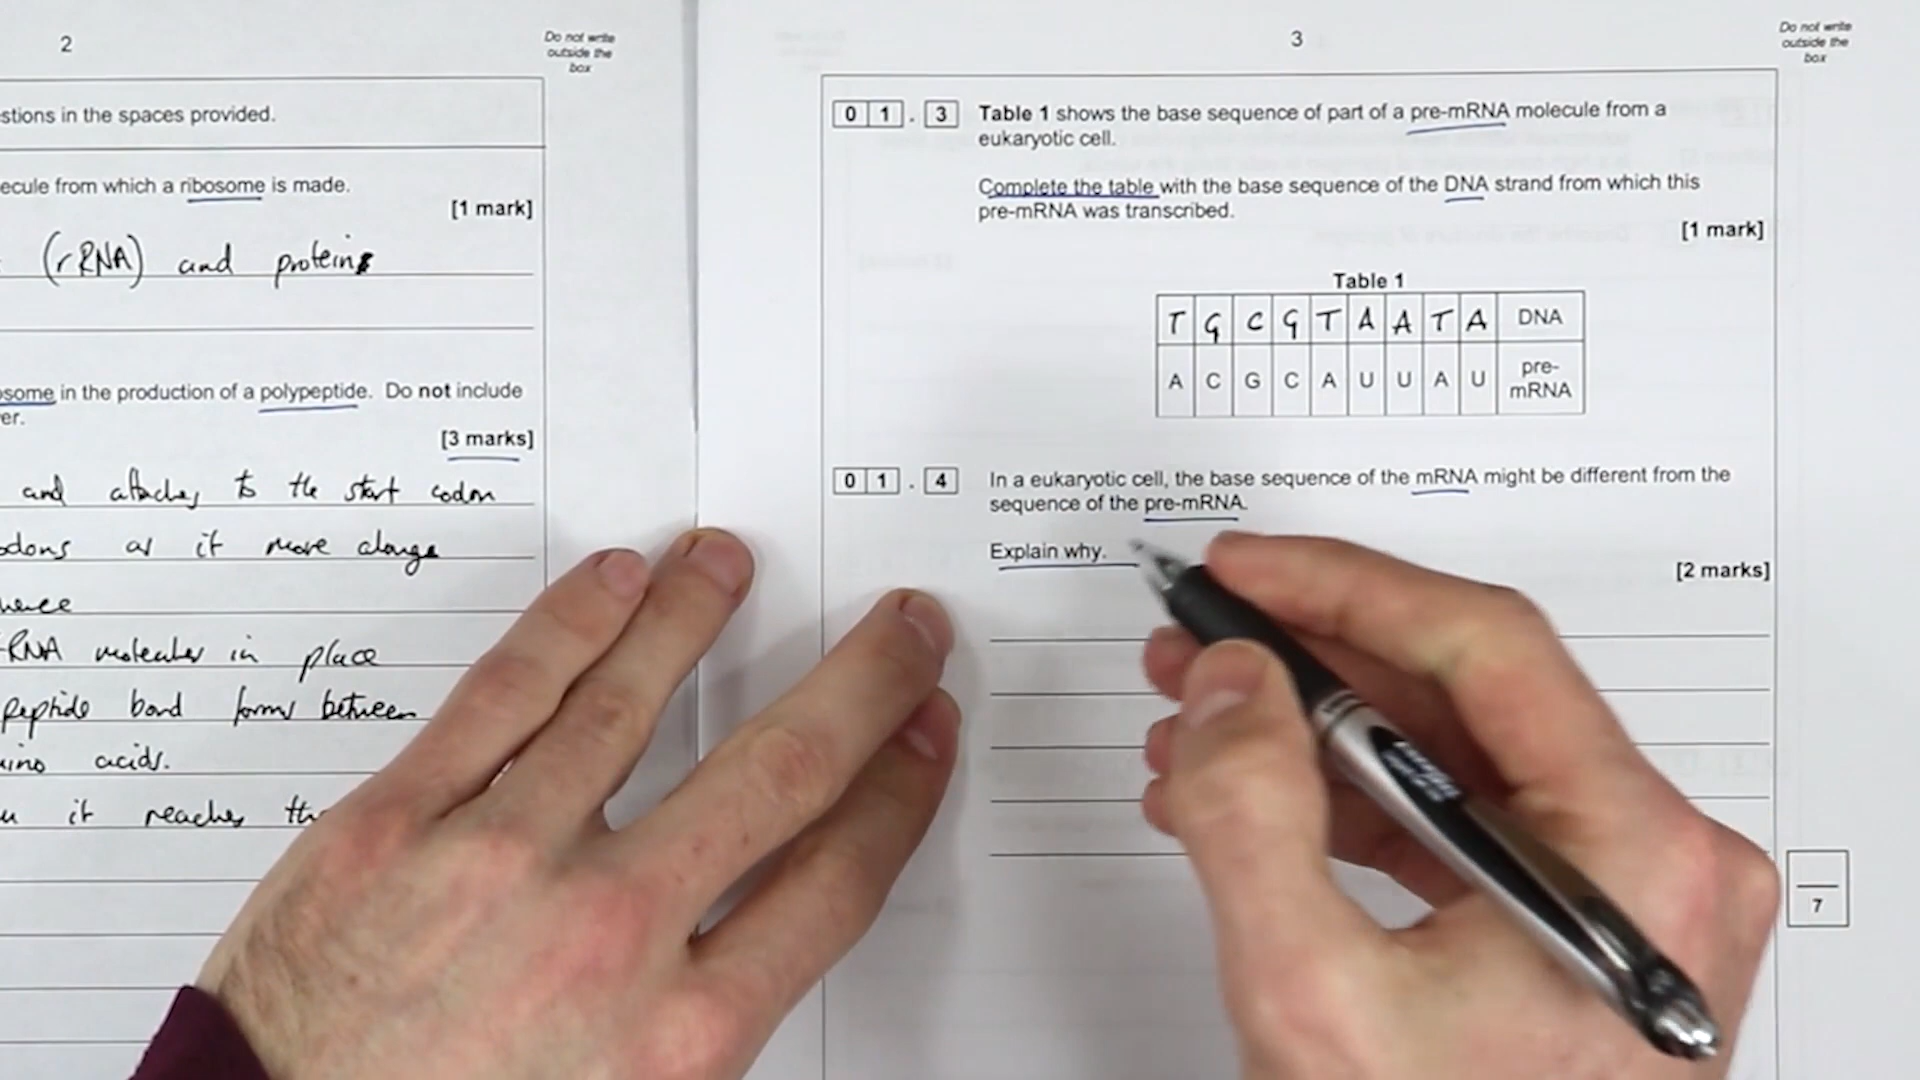 2
Do not write
outside the
box
stions in the spaces provided.
ecule from which a ribosome is made.
[1 mark]
(rRNA) and proteins
some in the production of a polypeptide. Do not include
er.
[3 marks]
and attaches to the start codon
odons as it move along
RNA molecules in place
peptide bond forms between
acids.
it reaches
3
Do not write
outside the
box
0 1 . 3 Table 1 shows the base sequence of part of a pre-mRNA molecule from a
eukaryotic cell.
Complete the table with the base sequence of the DNA strand from which this
pre-mRNA was transcribed.
[1 mark]
Table 1
T G C G T A A T A DNA
A C G C A U U A U pre-
mRNA
0 1 . 4 In a eukaryotic cell, the base sequence of the mRNA might be different from the
sequence of the pre-mRNA.
Explain why.
[2 marks]
7